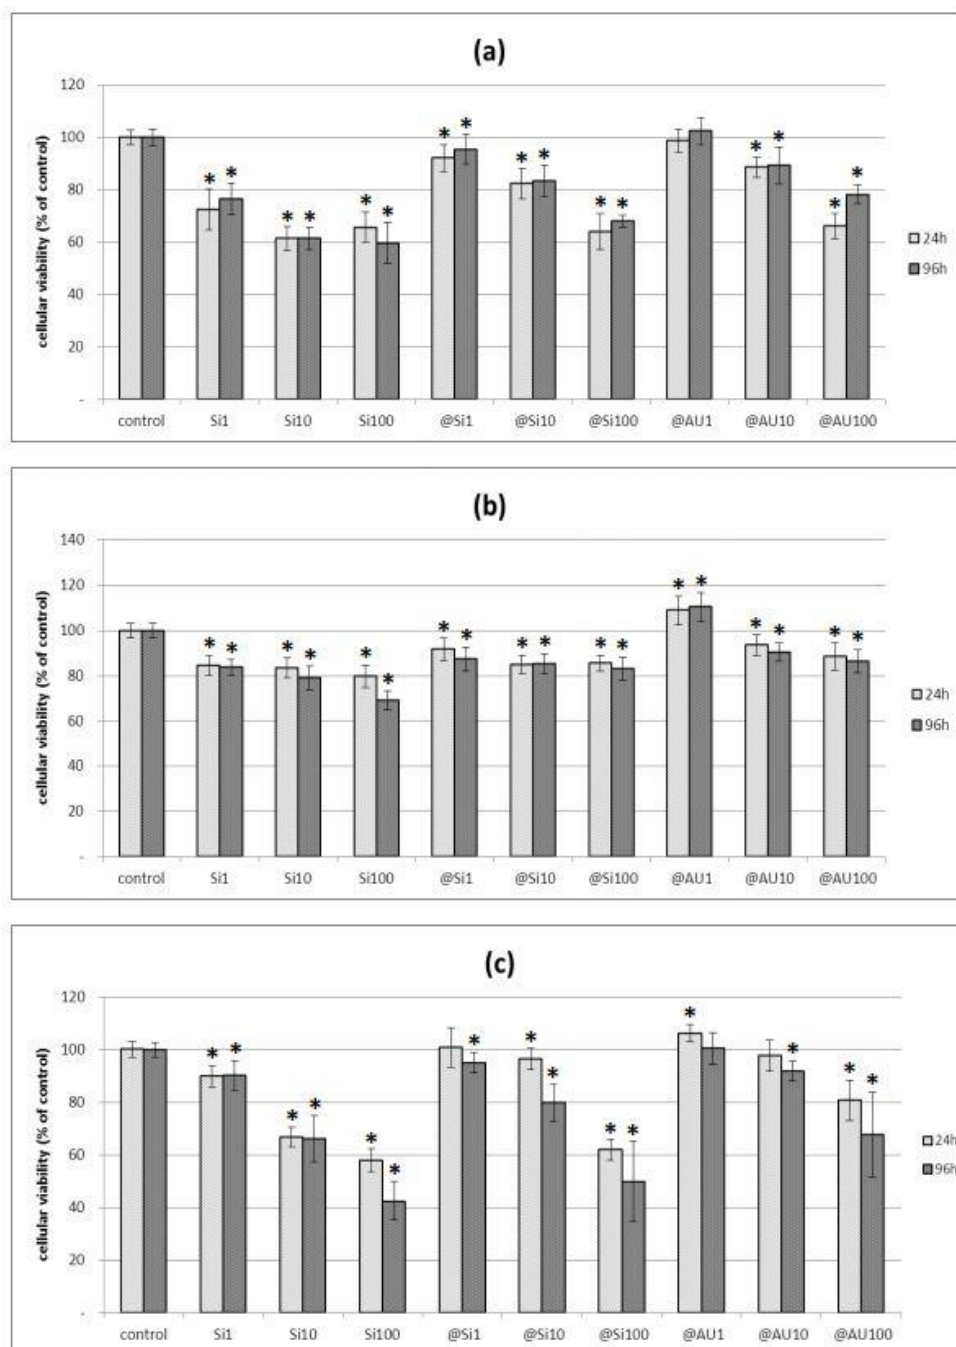 (a)
cellular viability (% of control)
120
* * * * * * * * * * * * * * * *
100
80
60
40
20
-
24h
96h
control Si1 Si10 Si100 @Si1 @Si10 @Si100 @AU1 @AU10 @AU100
(b)
cellular viability (% of control)
140
120
* * * * * * * * * * * * * * * * * *
100
80
60
40
20
-
24h
96h
control Si1 Si10 Si100 @Si1 @Si10 @Si100 @AU1 @AU10 @AU100
(c)
cellular viability (% of control)
120
* * * * * * * * * * * * * * *
100
80
60
40
20
-
24h
96h
control Si1 Si10 Si100 @Si1 @Si10 @Si100 @AU1 @AU10 @AU100